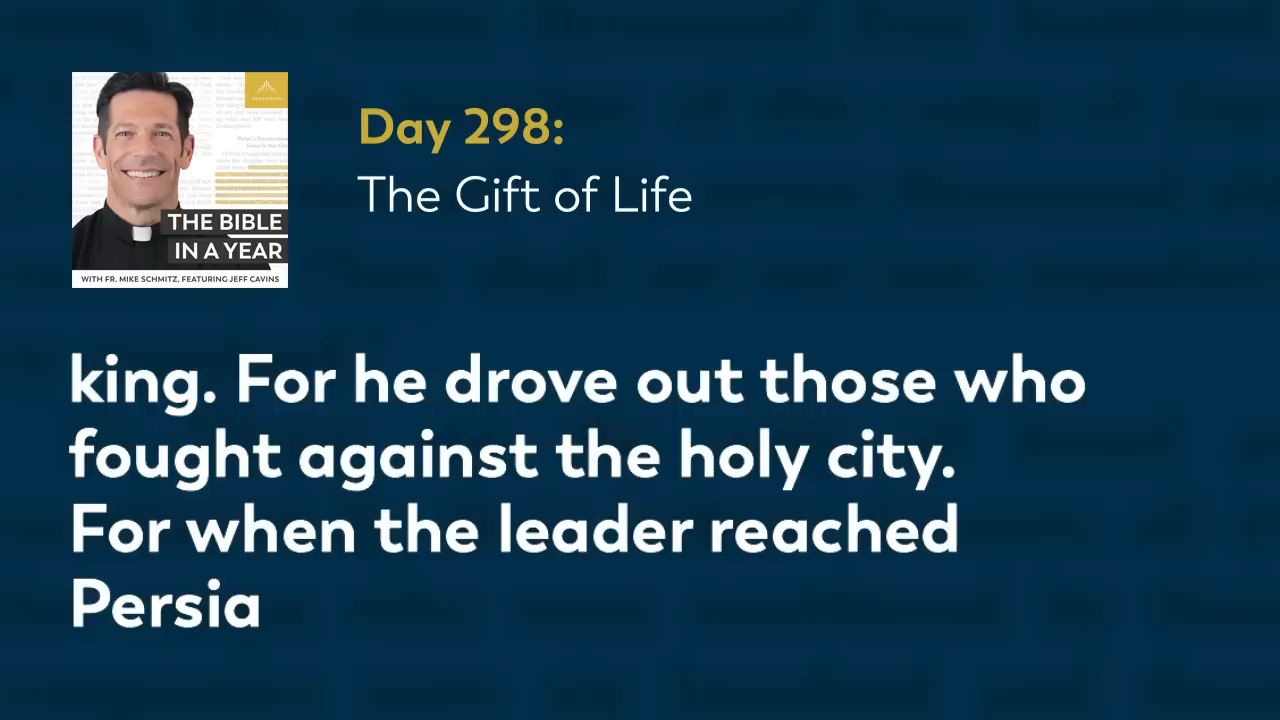 Day 298:
The Gift of Life
THE BIBLE
IN A YEAR
WITH FR. MIKE SCHMITZ, FEATURING JEFF CAVINS
king. For he drove out those who
fought against the holy city.
For when the leader reached
Persia